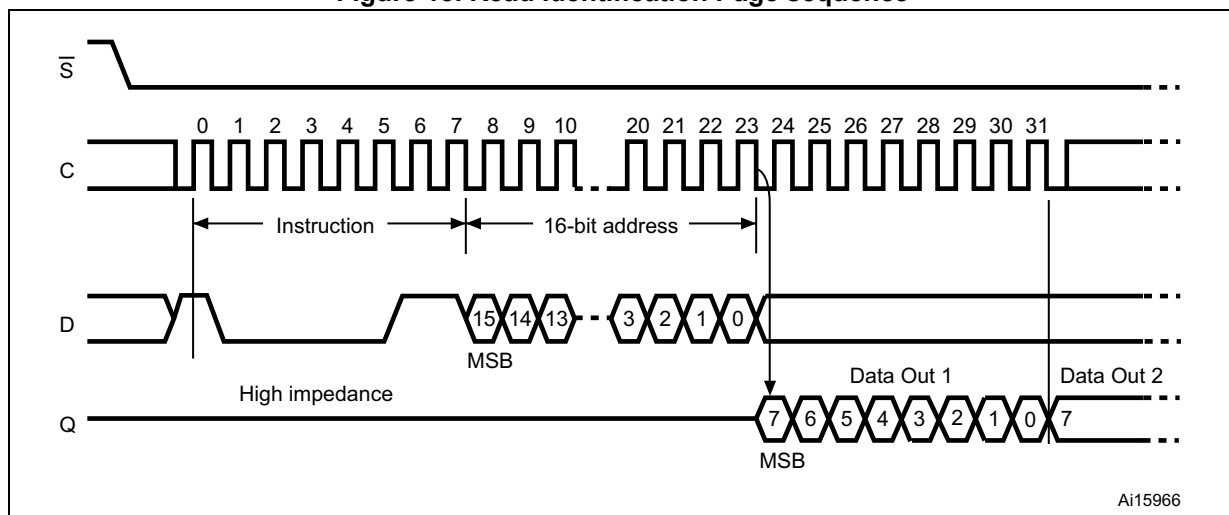 Figure 16. Read Identification Page sequence
S
0 1 2 3 4 5 6 7 8 9 10 20 21 22 23 24 25 26 27 28 29 30 31
C
Instruction 16-bit address
D 15 14 13 3 2 1 0
MSB
Data Out 1 Data Out 2
High impedance
Q 7 6 5 4 3 2 1 0 7
MSB
Ai15966